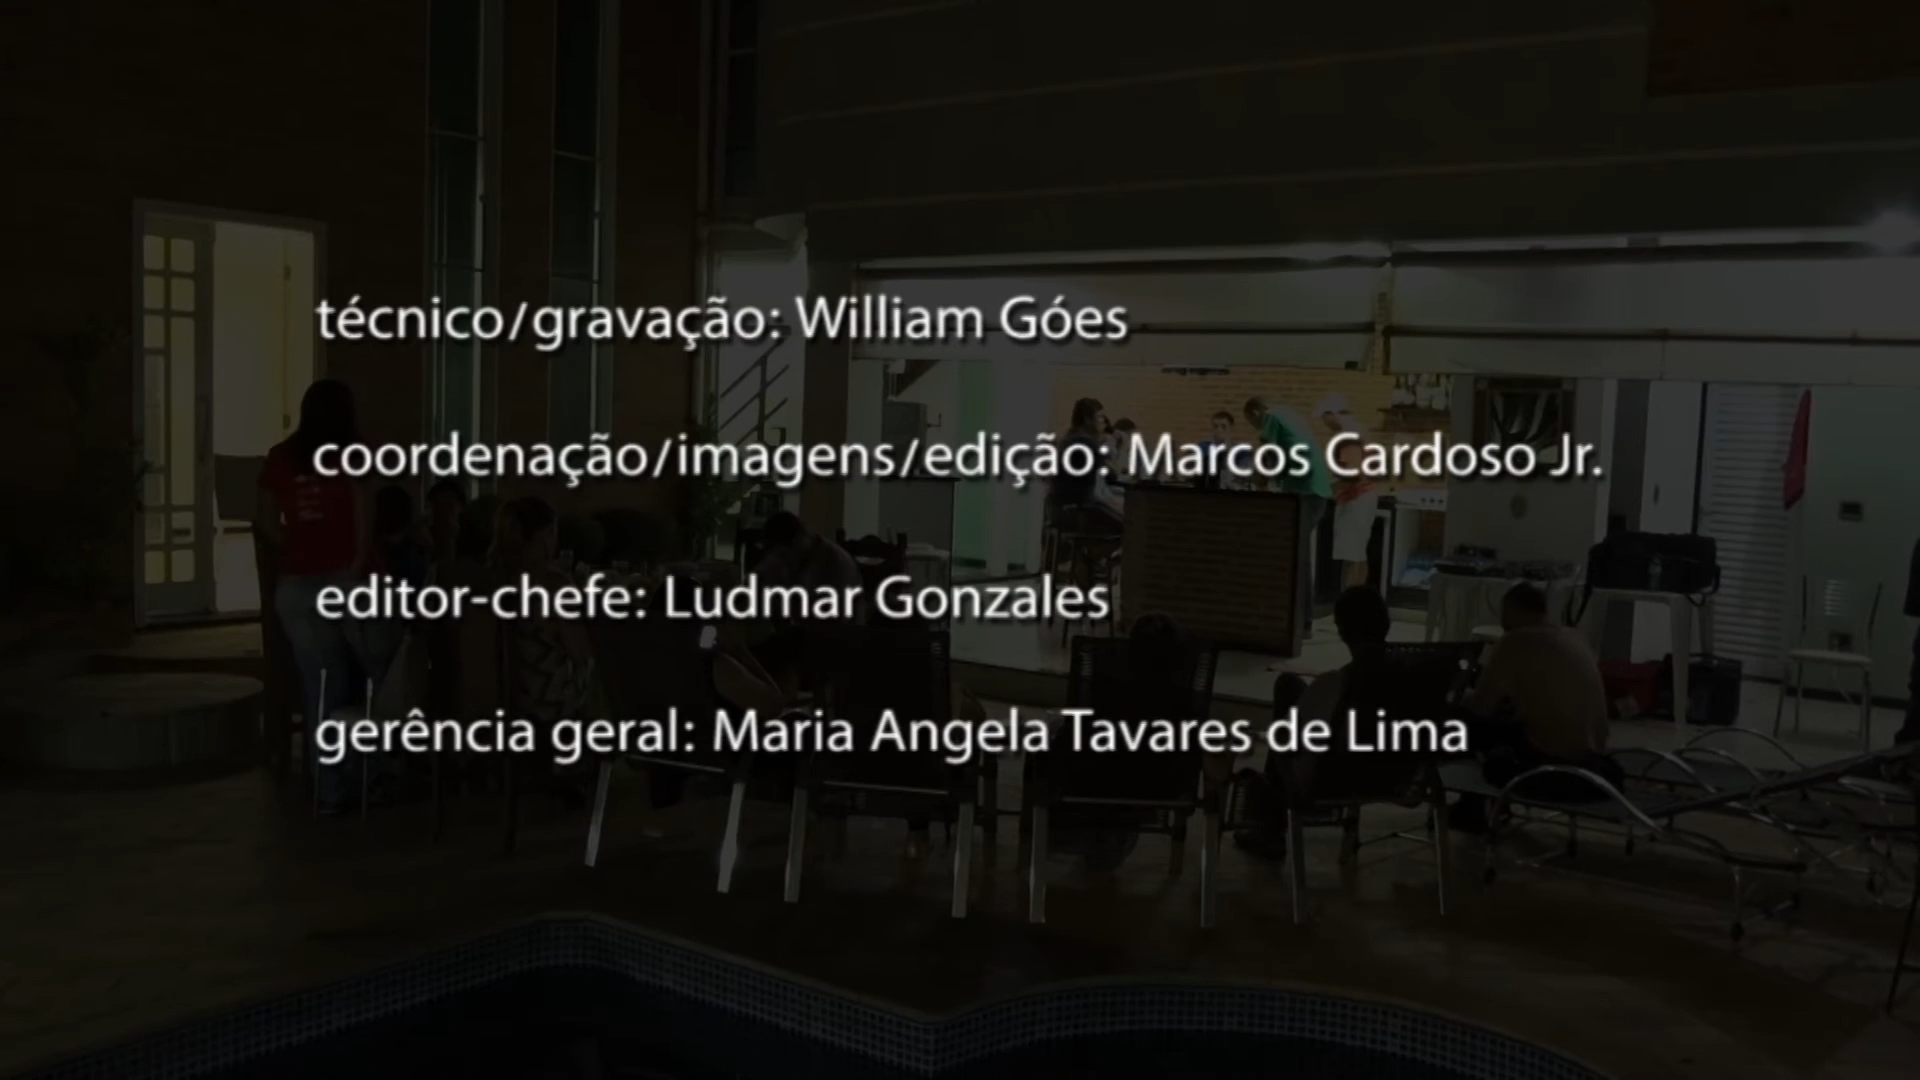 técnico/gravação: William Góes
coordenação/imagens/edição: Marcos Cardoso Jr.
editor-chefe: Ludmar Gonzales
gerência geral: Maria Angela Tavares de Lima